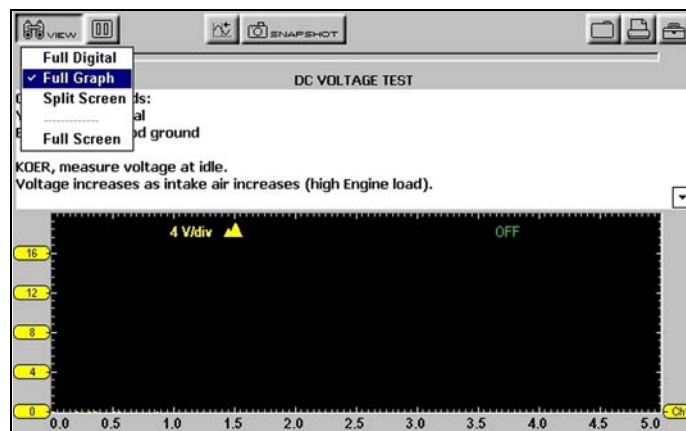 VIEW
SNAPSHOT
Full Digital
✓ Full Graph
Split Screen
-------------
Full Screen
DC VOLTAGE TEST
ds:
al
od ground
KOER, measure voltage at idle.
Voltage increases as intake air increases (high Engine load).
4 V/div
OFF
16
12
8
4
0
Ch
0.0 0.5 1.0 1.5 2.0 2.5 3.0 3.5 4.0 4.5 5.0